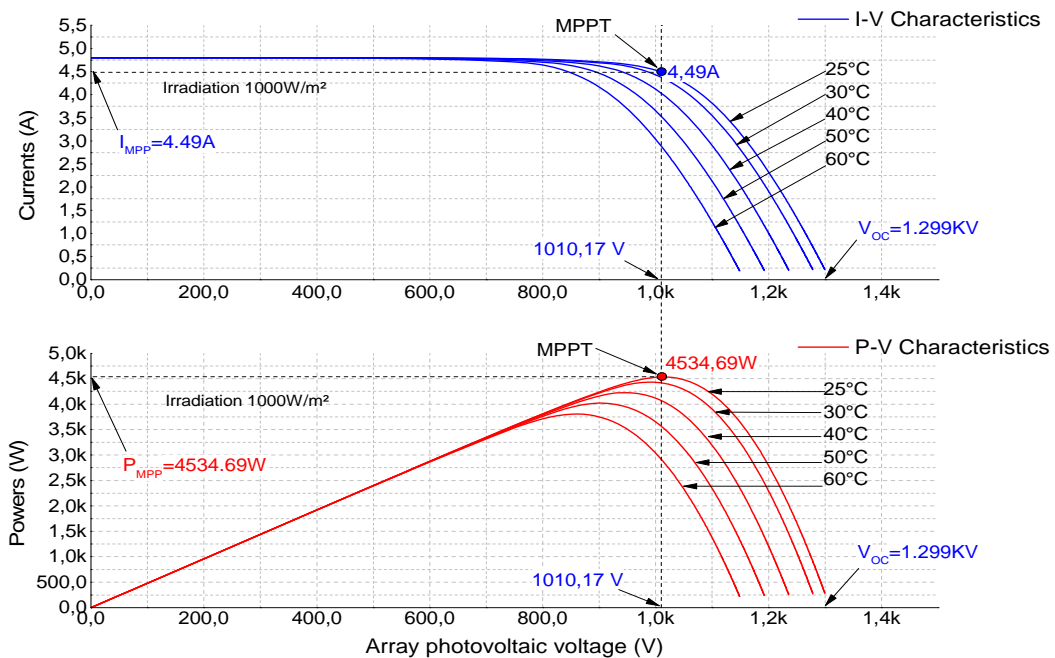 I-V Characteristics
MPPT
5,5
5,0
4,5
4,0
3,5
3,0
2,5
2,0
1,5
1,0
0,5
0,0
Currents (A)
4,49A
Irradiation 1000W/m²
I_MPP=4.49A
25°C
30°C
40°C
50°C
60°C
1010,17 V
V_OC=1.299KV
0,0 200,0 400,0 600,0 800,0 1,0k 1,2k 1,4k
P-V Characteristics
MPPT
4534,69W
5,0k
4,5k
4,0k
3,5k
3,0k
2,5k
2,0k
1,5k
1,0k
500,0
0,0
Powers (W)
Irradiation 1000W/m²
P_MPP=4534.69W
25°C
30°C
40°C
50°C
60°C
1010,17 V
V_OC=1.299KV
0,0 200,0 400,0 600,0 800,0 1,0k 1,2k 1,4k
Array photovoltaic voltage (V)